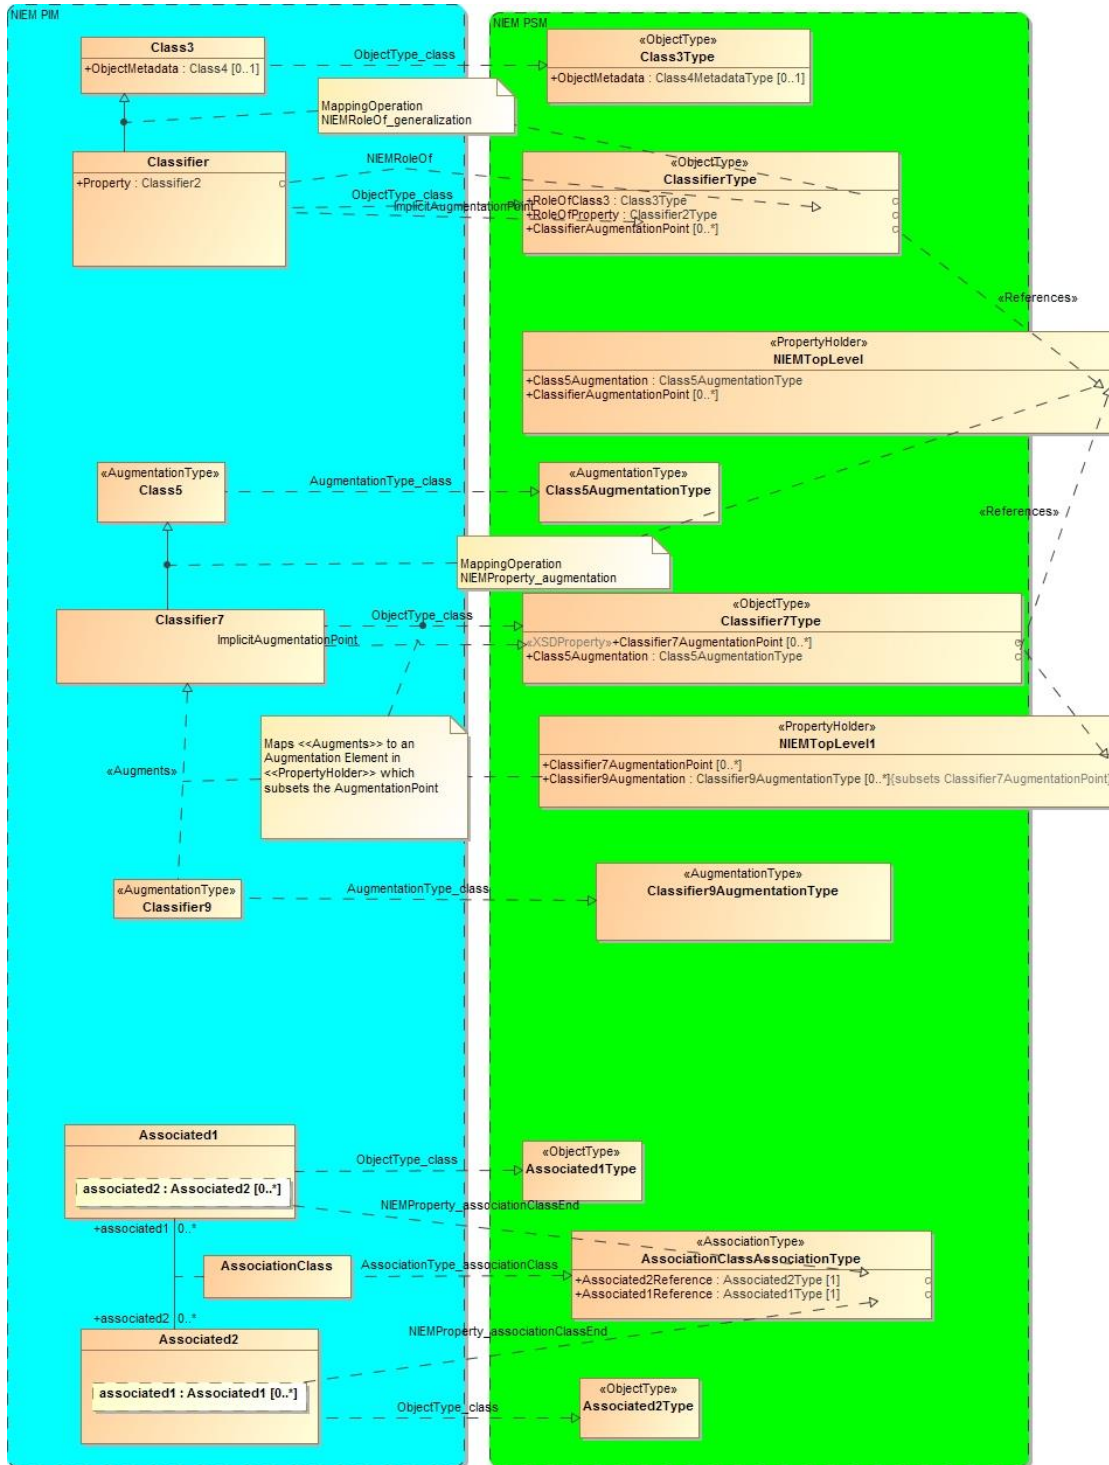 NIEM PIM
NIEM PSM
Class3
+ObjectMetadata : Class4 [0..1]
ObjectType_class
«ObjectType»
Class3Type
+ObjectMetadata : Class4MetadataType [0..1]
MappingOperation
NIEMRoleOf_generalization
Classifier
+Property : Classifier2
NIEMRoleOf
ObjectType_class
ImplicitAugmentationPoint
«ObjectType»
ClassifierType
+RoleOfClass3 : Class3Type
+RoleOfProperty : Classifier2Type
+ClassifierAugmentationPoint [0..*]
«References»
«PropertyHolder»
NIEMTopLevel
+Class5Augmentation : Class5AugmentationType
+ClassifierAugmentationPoint [0..*]
«AugmentationType»
Class5
AugmentationType_class
«AugmentationType»
Class5AugmentationType
«References»
MappingOperation
NIEMProperty_augmentation
Classifier7
ObjectType_class
ImplicitAugmentationPoint
«ObjectType»
Classifier7Type
«XSDProperty»+Classifier7AugmentationPoint [0..*]
+Class5Augmentation : Class5AugmentationType
«Augments»
Maps <<Augments>> to an
Augmentation Element in
<<PropertyHolder>> which
subsets the AugmentationPoint
«PropertyHolder»
NIEMTopLevel1
+Classifier7AugmentationPoint [0..*]
+Classifier9Augmentation : Classifier9AugmentationType [0..*]{subsets Classifier7AugmentationPoint}
«AugmentationType»
Classifier9
AugmentationType_class
«AugmentationType»
Classifier9AugmentationType
Associated1
associated2 : Associated2 [0..*]
ObjectType_class
«ObjectType»
Associated1Type
NIEMProperty_associationClassEnd
+associated1 0..*
AssociationClass
AssociationType_associationClass
«AssociationType»
AssociationClassAssociationType
+Associated2Reference : Associated2Type [1]
+Associated1Reference : Associated1Type [1]
+associated2 0..*
NIEMProperty_associationClassEnd
Associated2
associated1 : Associated1 [0..*]
ObjectType_class
«ObjectType»
Associated2Type